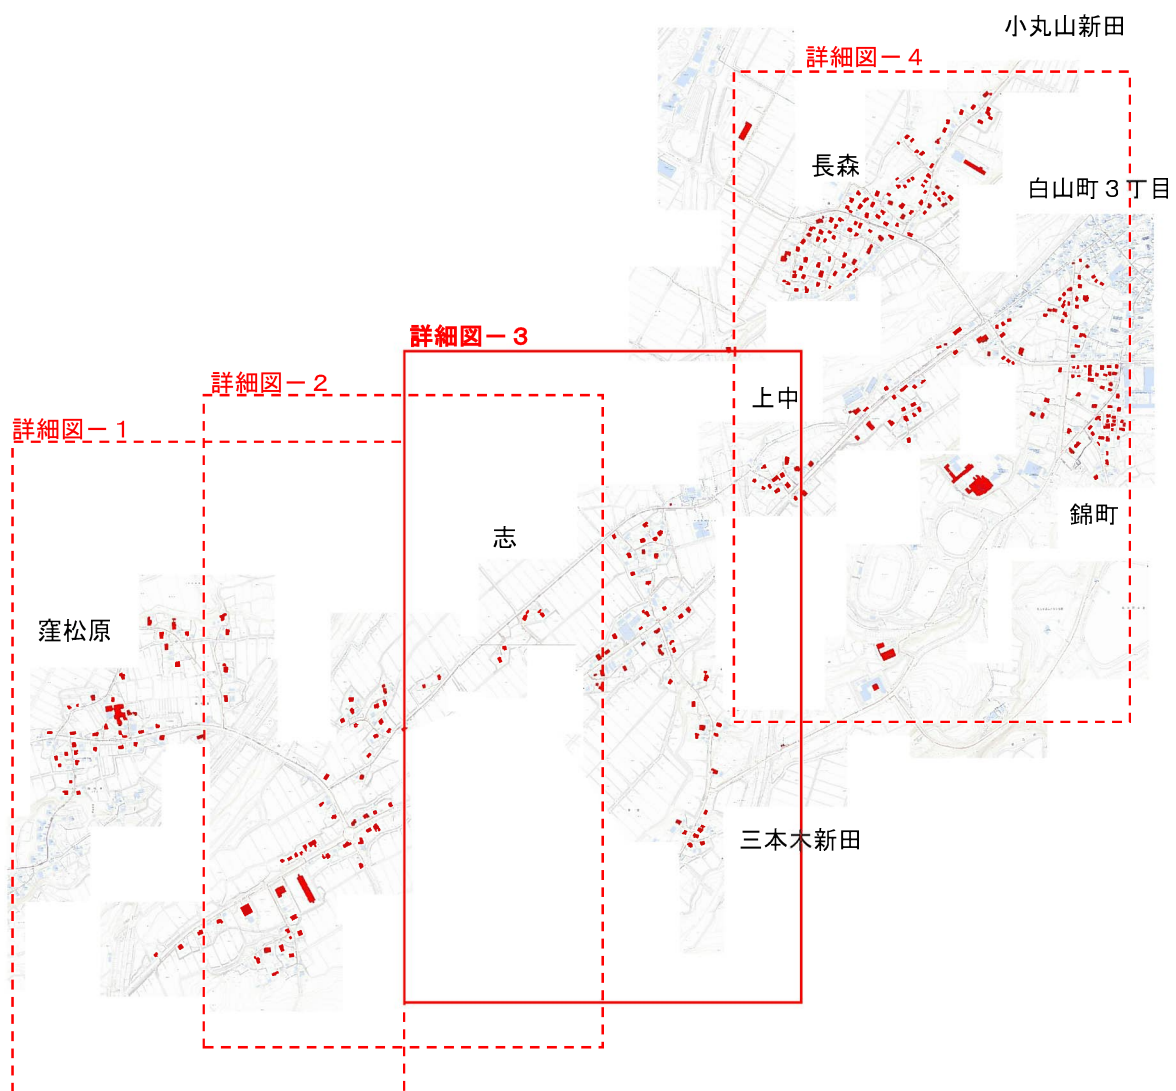 小丸山新田
詳細図－４
長森
白山町３丁目
詳細図－３
詳細図－２
上中
詳細図－１
錦町
志
窪松原
三本木新田